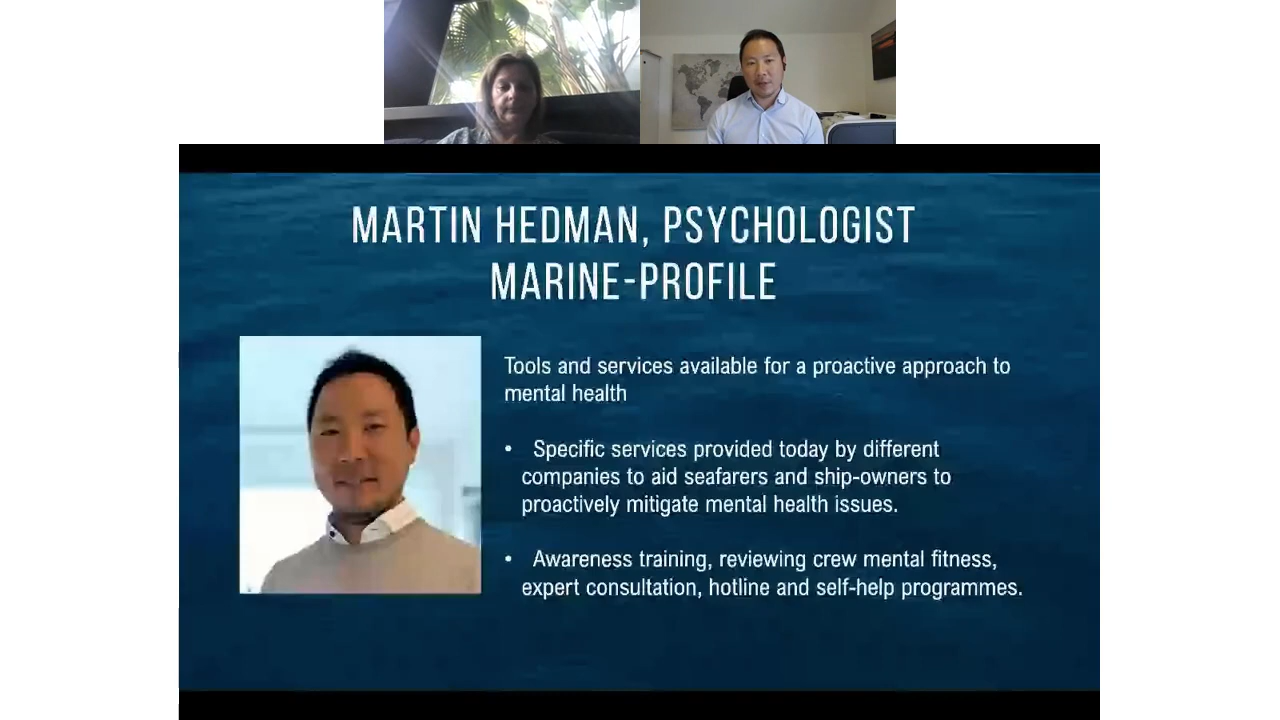 MARTIN HEDMAN, PSYCHOLOGIST
MARINE-PROFILE
Tools and services available for a proactive approach to
mental health
• Specific services provided today by different
companies to aid seafarers and ship-owners to
proactively mitigate mental health issues.
• Awareness training, reviewing crew mental fitness,
expert consultation, hotline and self-help programmes.